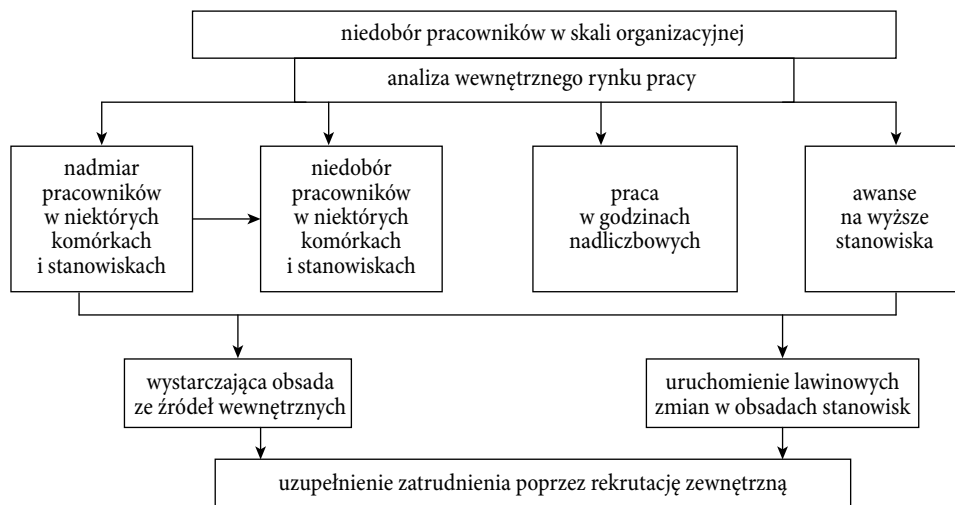 niedobór pracowników w skali organizacyjnej
analiza wewnętrznego rynku pracy
nadmiar
pracowników
w niektórych
komórkach
i stanowiskach
niedobór
pracowników
w niektórych
komórkach
i stanowiskach
praca
w godzinach
nadliczbowych
awanse
na wyższe
stanowiska
wystarczająca obsada
ze źródeł wewnętrznych
uruchomienie lawinowych
zmian w obsadach stanowisk
uzupełnienie zatrudnienia poprzez rekrutację zewnętrzną